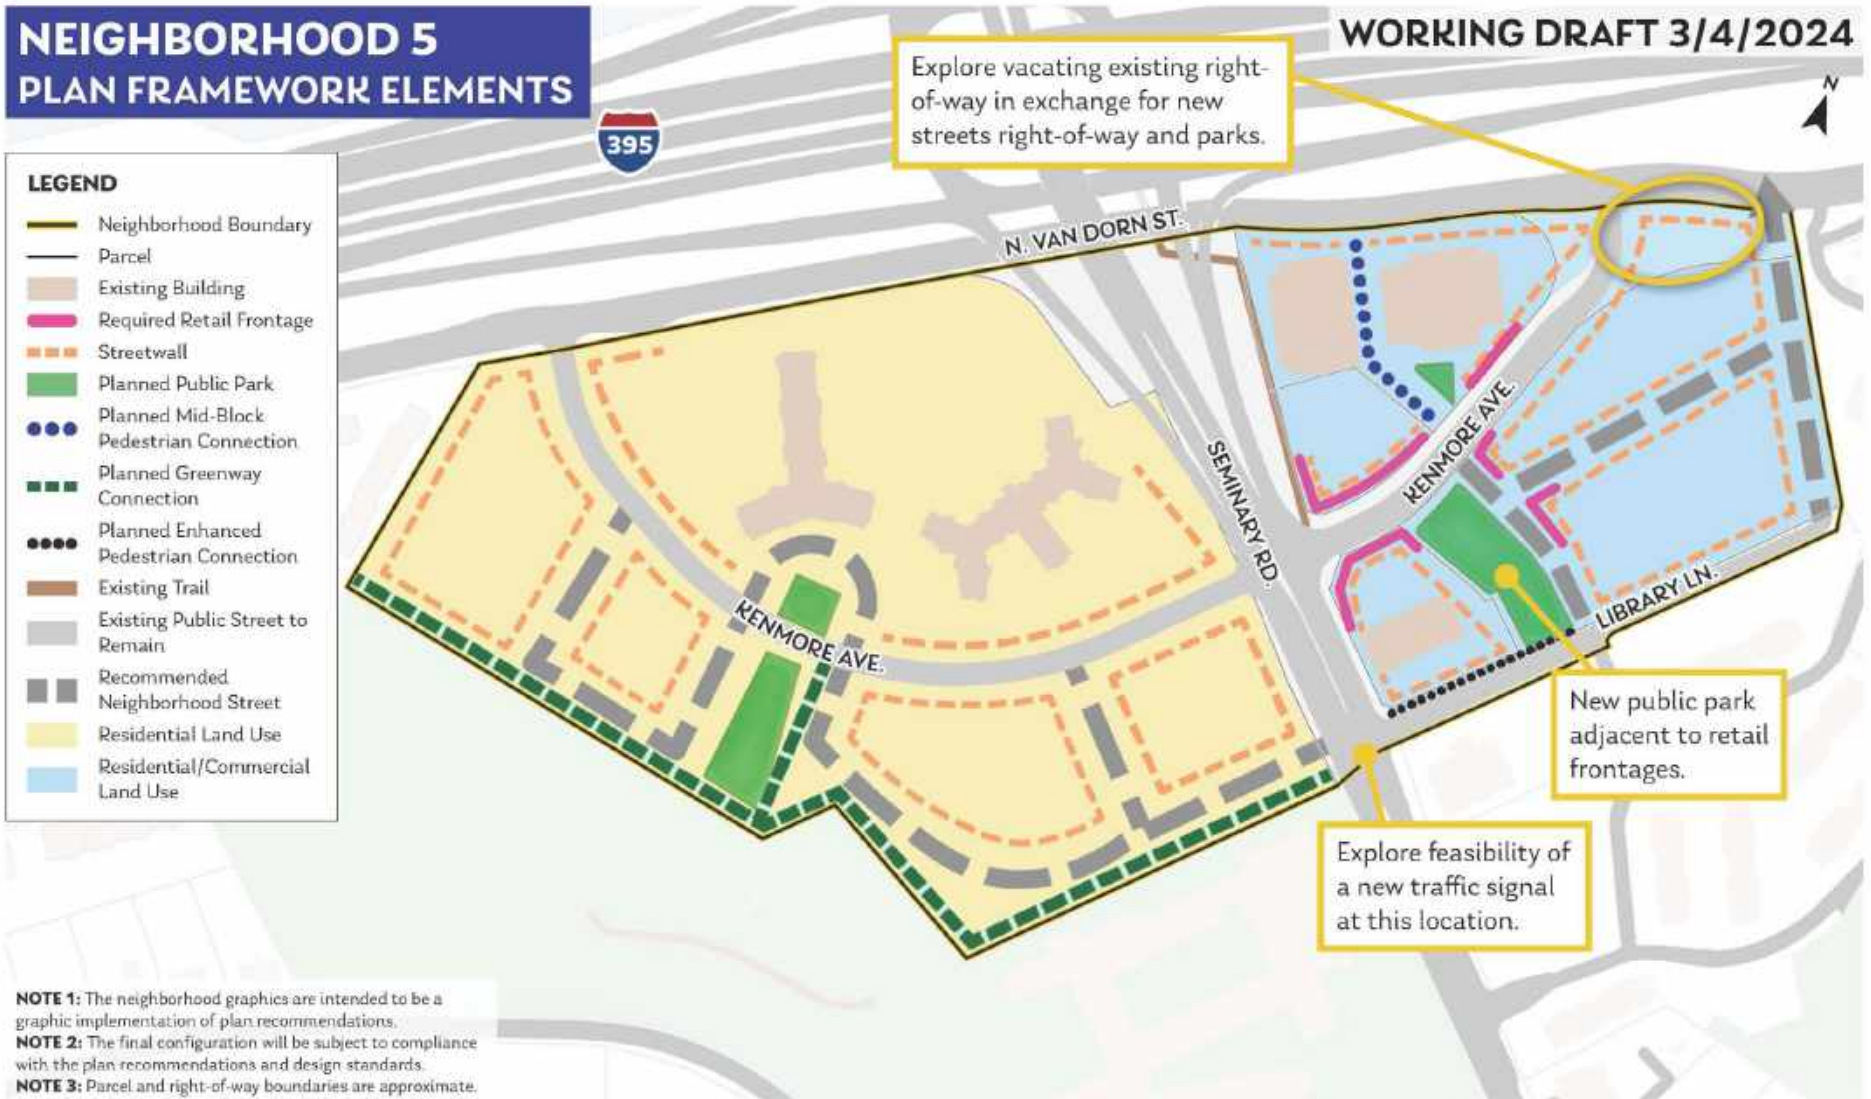 NEIGHBORHOOD 5
PLAN FRAMEWORK ELEMENTS
WORKING DRAFT 3/4/2024
N
395
Explore vacating existing right-
of-way in exchange for new
streets right-of-way and parks.
LEGEND
Neighborhood Boundary
Parcel
Existing Building
Required Retail Frontage
Streetwall
Planned Public Park
Planned Mid-Block
Pedestrian Connection
Planned Greenway
Connection
Planned Enhanced
Pedestrian Connection
Existing Trail
Existing Public Street to
Remain
Recommended
Neighborhood Street
Residential Land Use
Residential/Commercial
Land Use
N. VAN DORN ST.
SEMINARY RD.
KENMORE AVE.
KENMORE AVE.
LIBRARY LN.
New public park
adjacent to retail
frontages.
Explore feasibility of
a new traffic signal
at this location.
NOTE 1: The neighborhood graphics are intended to be a
graphic implementation of plan recommendations.
NOTE 2: The final configuration will be subject to compliance
with the plan recommendations and design standards.
NOTE 3: Parcel and right-of-way boundaries are approximate.